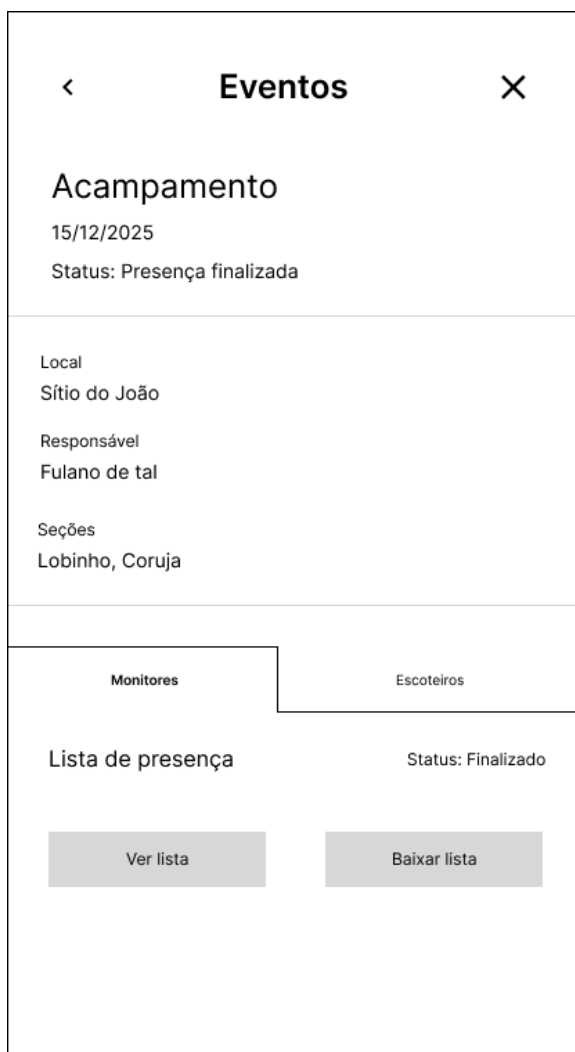 Eventos
Acampamento
15/12/2025
Status: Presença finalizada
Local
Sítio do João
Responsável
Fulano de tal
Seções
Lobinho, Coruja
Monitores Escoteiros
Lista de presença Status: Finalizado
Ver lista Baixar lista